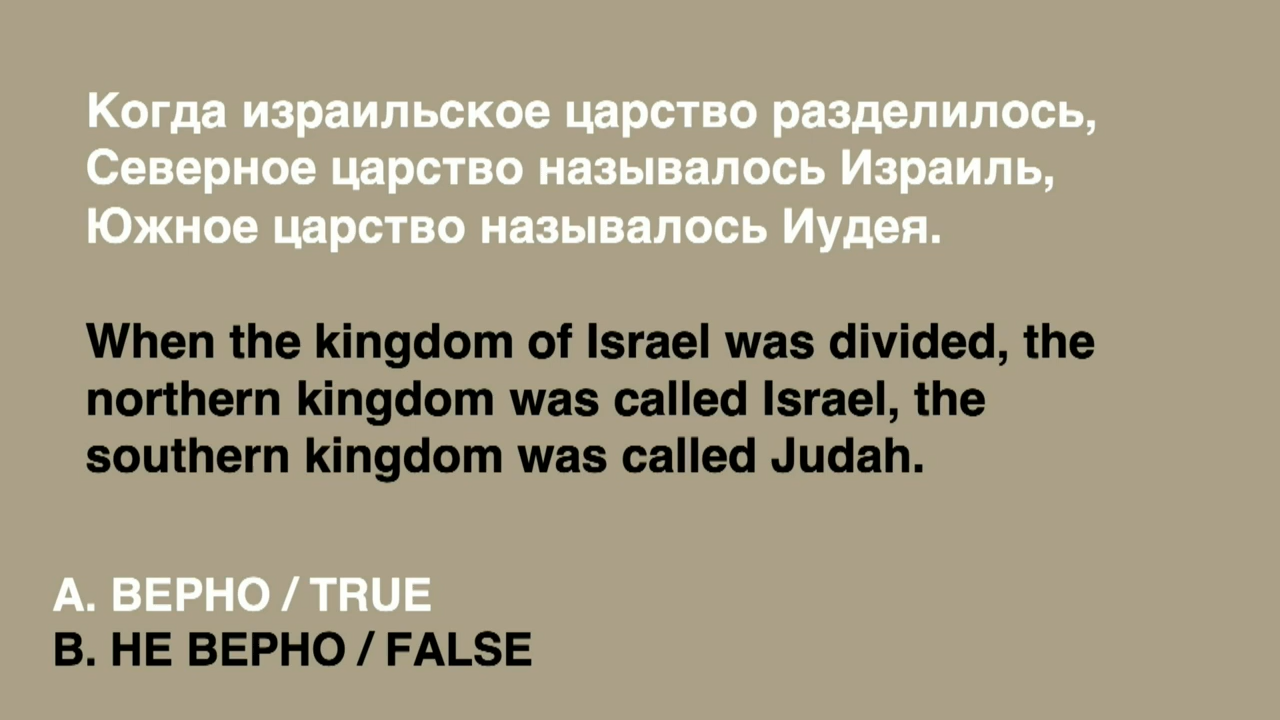 Когда израильское царство разделилось,
Северное царство называлось Израиль,
Южное царство называлось Иудея.
When the kingdom of Israel was divided, the
northern kingdom was called Israel, the
southern kingdom was called Judah.
A. ВЕРНО / TRUE
B. НЕ ВЕРНО / FALSE